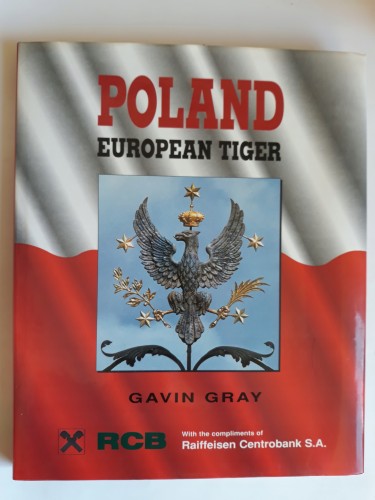 POLAND
EUROPEAN TIGER
GAVIN GRAY
RCB
With the compliments of
Raiffeisen Centrobank S.A.